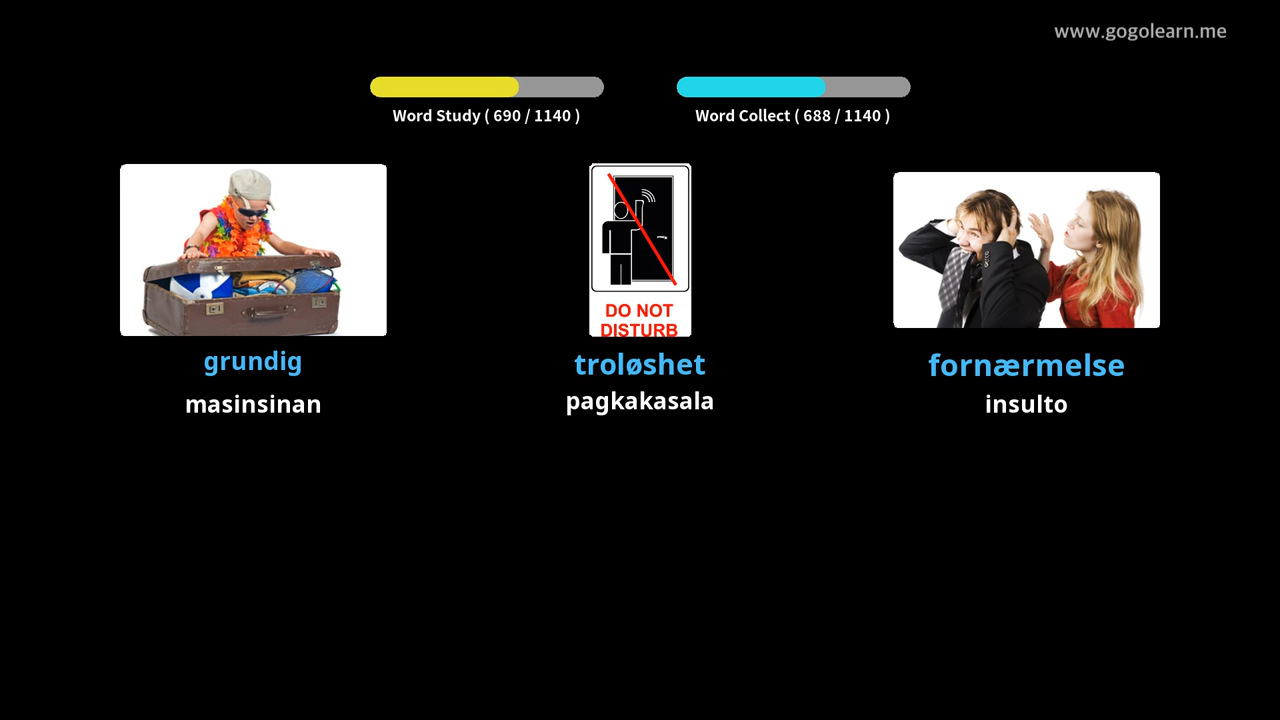 www.gogolearn.me
Word Study ( 690 / 1140 )
Word Collect ( 688 / 1140 )
DO NOT
DISTURB
grundig
troløshet
fornærmelse
masinsinan
pagkakasala
insulto